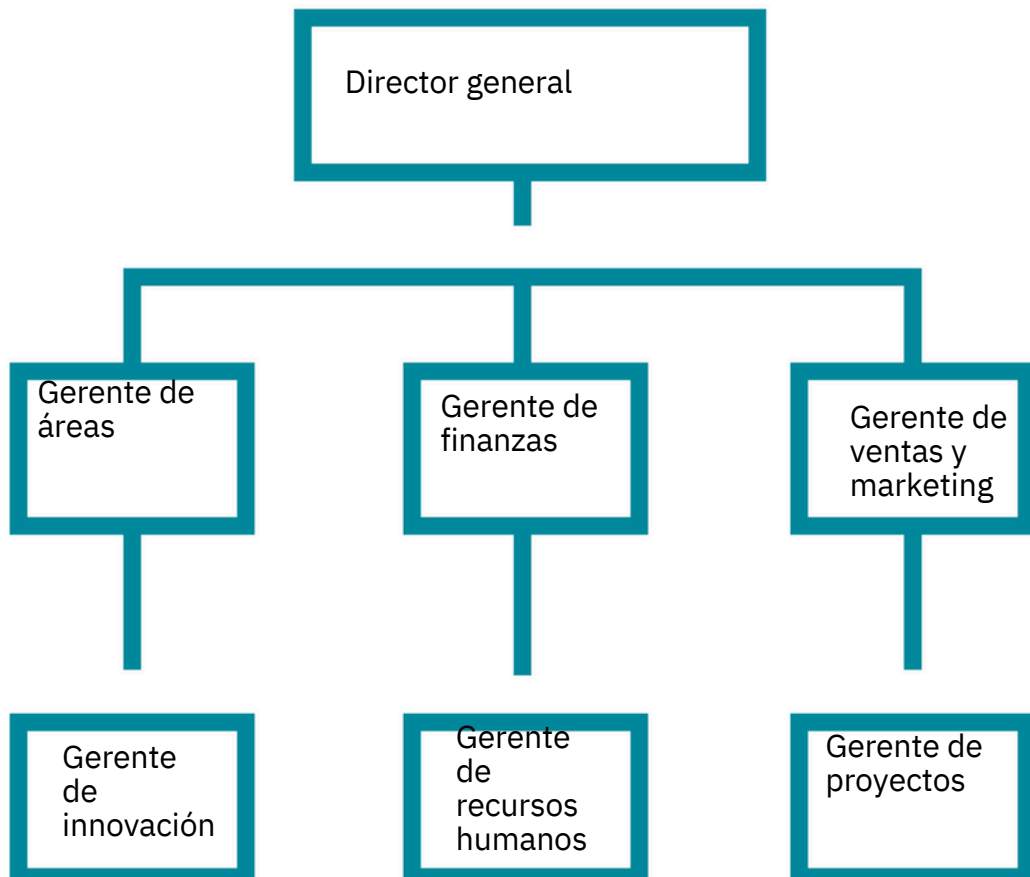 Director general
Gerente de
áreas
Gerente de
finanzas
Gerente de
ventas y
marketing
Gerente
de
innovación
Gerente
de
recursos
humanos
Gerente de
proyectos